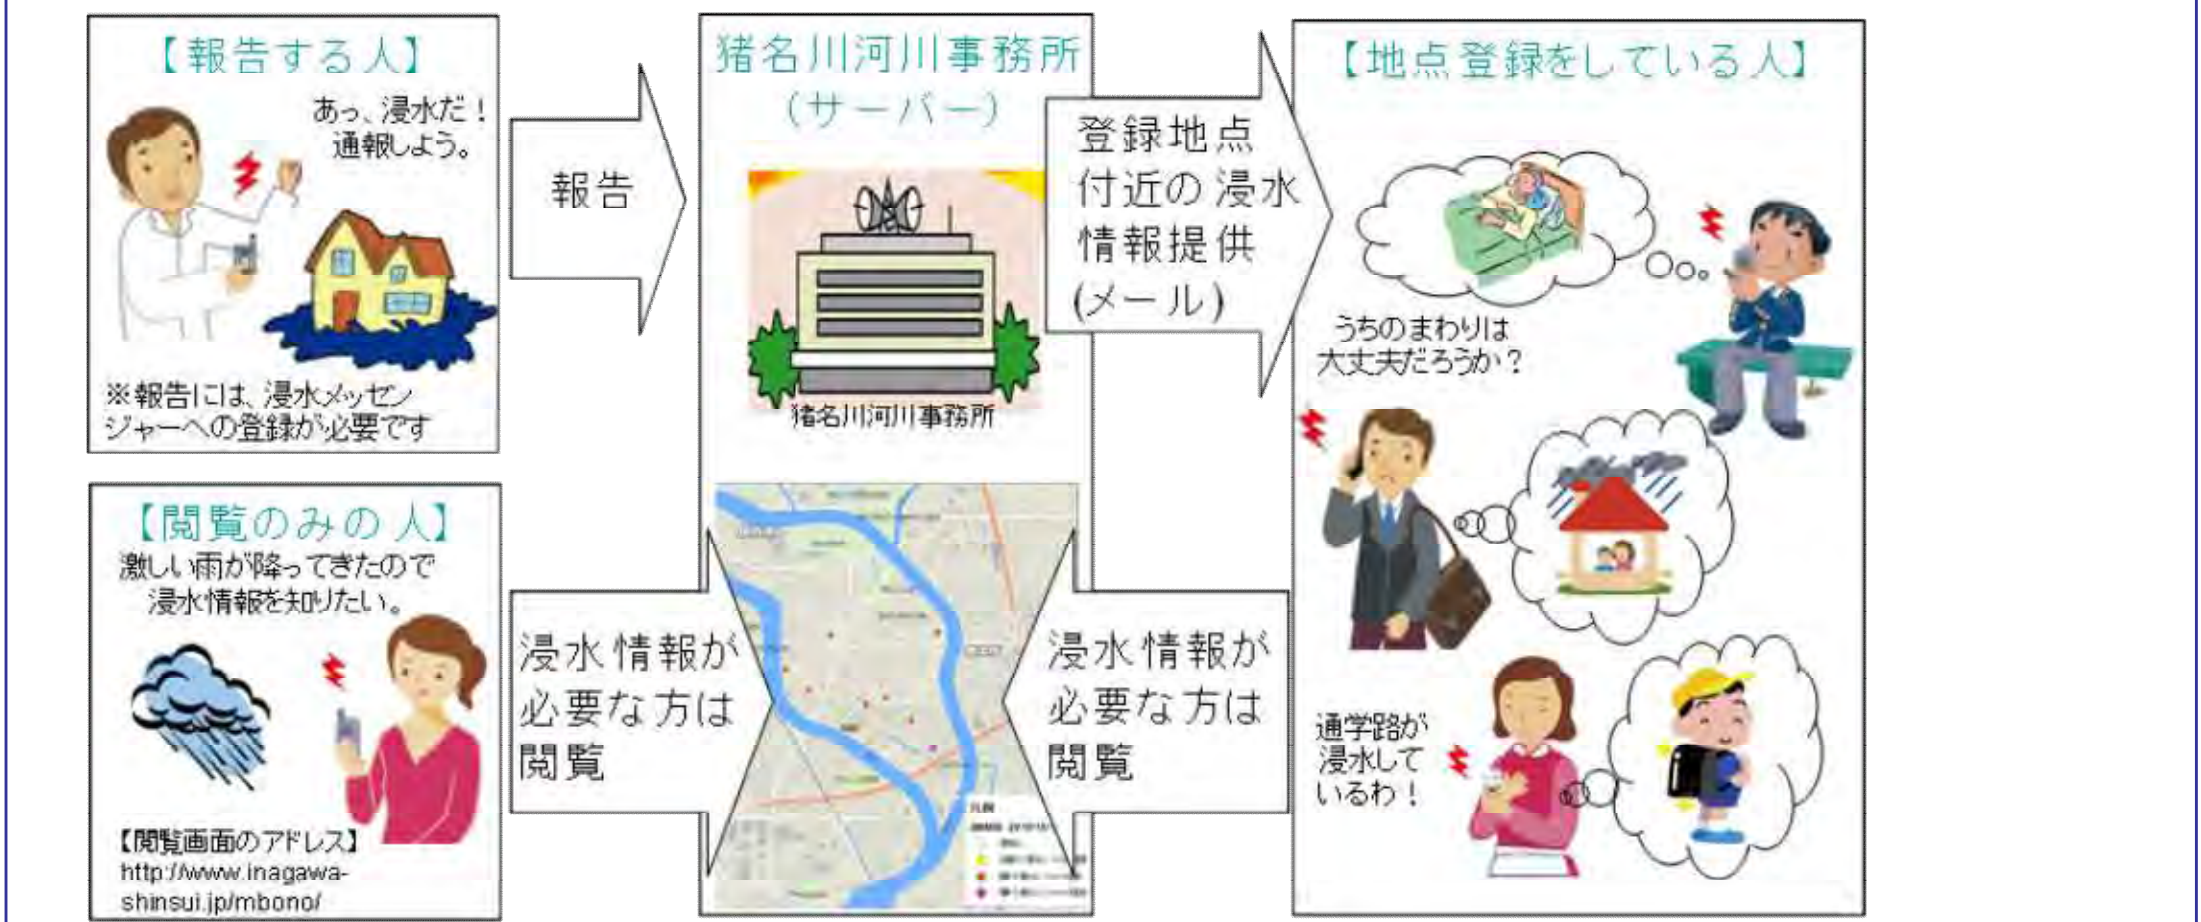 【報告する人】
あっ、浸水だ！
通報しよう。
※報告には、浸水メッセン
ジャーへの登録が必要です
報告
猪名川河川事務所
（サーバー）
猪名川河川事務所
登録地点
付近の浸水
情報提供
(メール)
【地点登録をしている人】
うちのまわりは
大丈夫だろうか？
通学路が
浸水して
いるわ！
【閲覧のみの人】
激しい雨が降ってきたので
浸水情報を知りたい。
【閲覧画面のアドレス】
http://www.inagawa-
shinsui.jp/mbono/
浸水情報が
必要な方は
閲覧
浸水情報が
必要な方は
閲覧